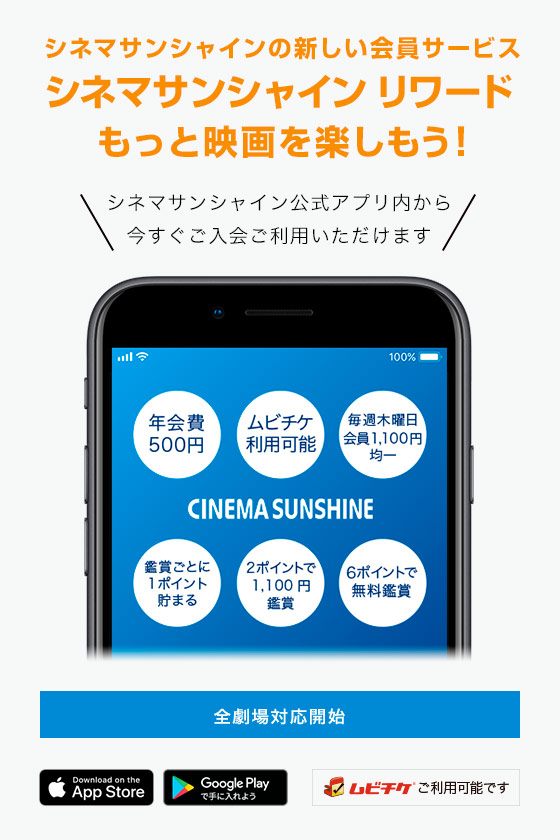 シネマサンシャインの新しい会員サービス
シネマサンシャイン リワード
もっと映画を楽しもう!
シネマサンシャイン公式アプリ内から
今すぐご入会ご利用いただけます
100%
年会費
500円
ムビチケ
利用可能
毎週木曜日
会員1,100円
均一
CINEMA SUNSHINE
鑑賞ごとに
1ポイント
貯まる
2ポイントで
1,100 円
鑑賞
6ポイントで
無料鑑賞
全劇場対応開始
Download on the
App Store
Google Play
で手に入れよう
ムビチケ ご利用可能です